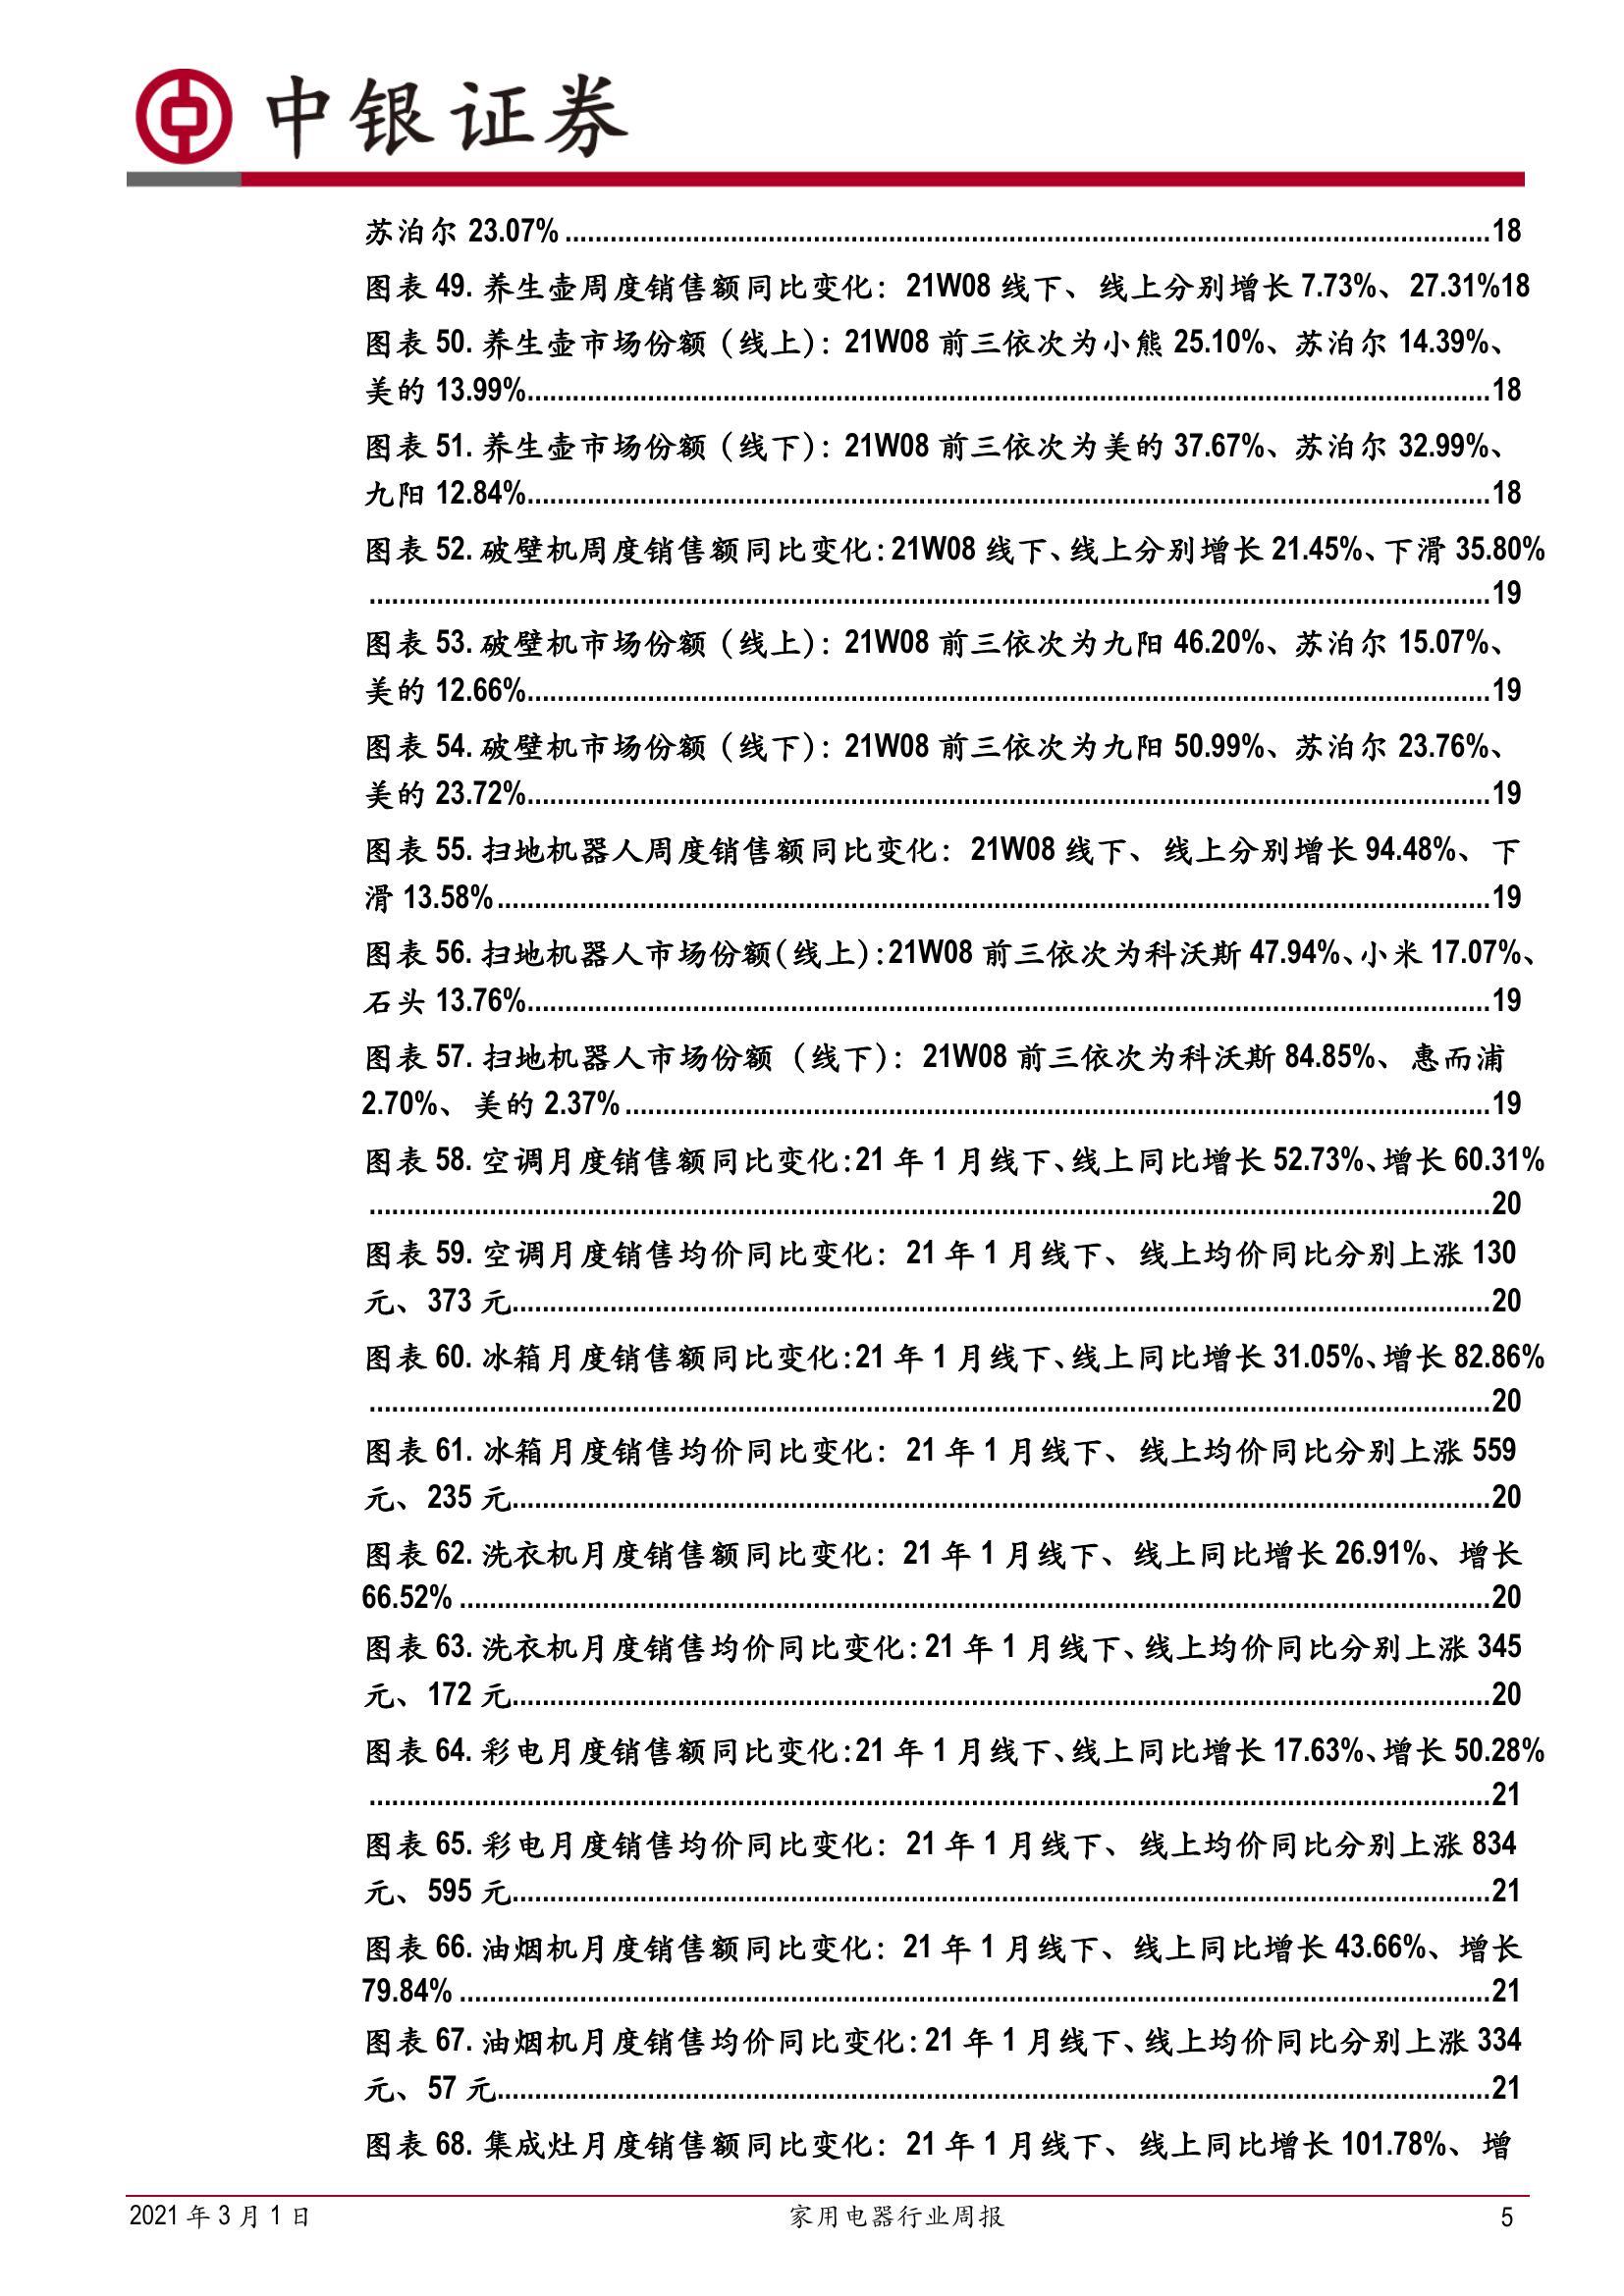 中银证券
苏泊尔 23.07%..........18
图表 49. 养生壶周度销售额同比变化：21W08 线下、线上分别增长 7.73%、27.31%18
图表 50. 养生壶市场份额（线上）：21W08 前三依次为小熊 25.10%、苏泊尔 14.39%、
美的 13.99%..........18
图表 51. 养生壶市场份额（线下）：21W08 前三依次为美的 37.67%、苏泊尔 32.99%、
九阳 12.84%..........18
图表 52. 破壁机周度销售额同比变化：21W08 线下、线上分别增长 21.45%、下滑 35.80%
..........19
图表 53. 破壁机市场份额（线上）：21W08 前三依次为九阳 46.20%、苏泊尔 15.07%、
美的 12.66%..........19
图表 54. 破壁机市场份额（线下）：21W08 前三依次为九阳 50.99%、苏泊尔 23.76%、
美的 23.72%..........19
图表 55. 扫地机器人周度销售额同比变化：21W08 线下、线上分别增长 94.48%、下
滑 13.58%..........19
图表 56. 扫地机器人市场份额（线上）：21W08 前三依次为科沃斯 47.94%、小米 17.07%、
石头 13.76%..........19
图表 57. 扫地机器人市场份额（线下）：21W08 前三依次为科沃斯 84.85%、惠而浦
2.70%、美的 2.37%..........19
图表 58. 空调月度销售额同比变化：21 年 1 月线下、线上同比增长 52.73%、增长 60.31%
..........20
图表 59. 空调月度销售均价同比变化：21 年 1 月线下、线上均价同比分别上涨 130
元、373 元..........20
图表 60. 冰箱月度销售额同比变化：21 年 1 月线下、线上同比增长 31.05%、增长 82.86%
..........20
图表 61. 冰箱月度销售均价同比变化：21 年 1 月线下、线上均价同比分别上涨 559
元、235 元..........20
图表 62. 洗衣机月度销售额同比变化：21 年 1 月线下、线上同比增长 26.91%、增长
66.52%..........20
图表 63. 洗衣机月度销售均价同比变化：21 年 1 月线下、线上均价同比分别上涨 345
元、172 元..........20
图表 64. 彩电月度销售额同比变化：21 年 1 月线下、线上同比增长 17.63%、增长 50.28%
..........21
图表 65. 彩电月度销售均价同比变化：21 年 1 月线下、线上均价同比分别上涨 834
元、595 元..........21
图表 66. 油烟机月度销售额同比变化：21 年 1 月线下、线上同比增长 43.66%、增长
79.84%..........21
图表 67. 油烟机月度销售均价同比变化：21 年 1 月线下、线上均价同比分别上涨 334
元、57 元..........21
图表 68. 集成灶月度销售额同比变化：21 年 1 月线下、线上同比增长 101.78%、增
2021 年 3 月 1 日 家用电器行业周报 5